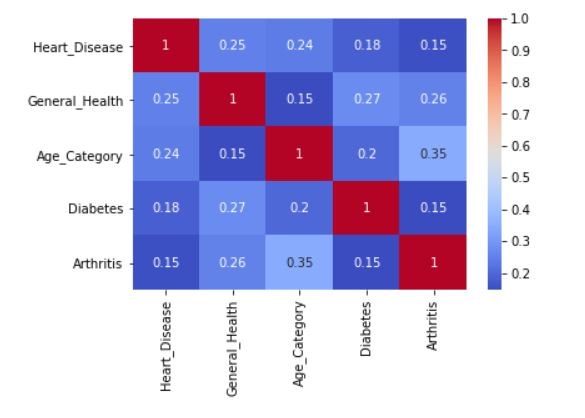 Heart_Disease 1 0.25 0.24 0.18 0.15
General_Health 0.25 1 0.15 0.27 0.26
Age_Category 0.24 0.15 1 0.2 0.35
Diabetes 0.18 0.27 0.2 1 0.15
Arthritis 0.15 0.26 0.35 0.15 1
Heart_Disease General_Health Age_Category Diabetes Arthritis
1.0
0.9
0.8
0.7
0.6
0.5
0.4
0.3
0.2